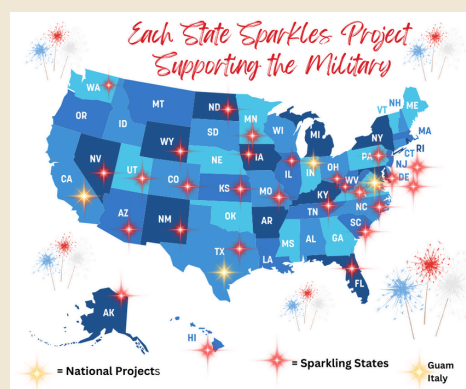 Each State Sparkles Project
Supporting the Military
WA
MT
ND
MN
VT
NH
ME
OR
ID
SD
WI
MI
NY
MA
WY
IA
PA
CT
RI
NV
NE
IL
IN
OH
NJ
UT
CO
WV
DE
CA
KS
MO
KY
AZ
NM
OK
AR
TN
NC
SC
TX
LA
MS
AL
GA
FL
AK
HI
= National Projects
= Sparkling States
Guam
Italy